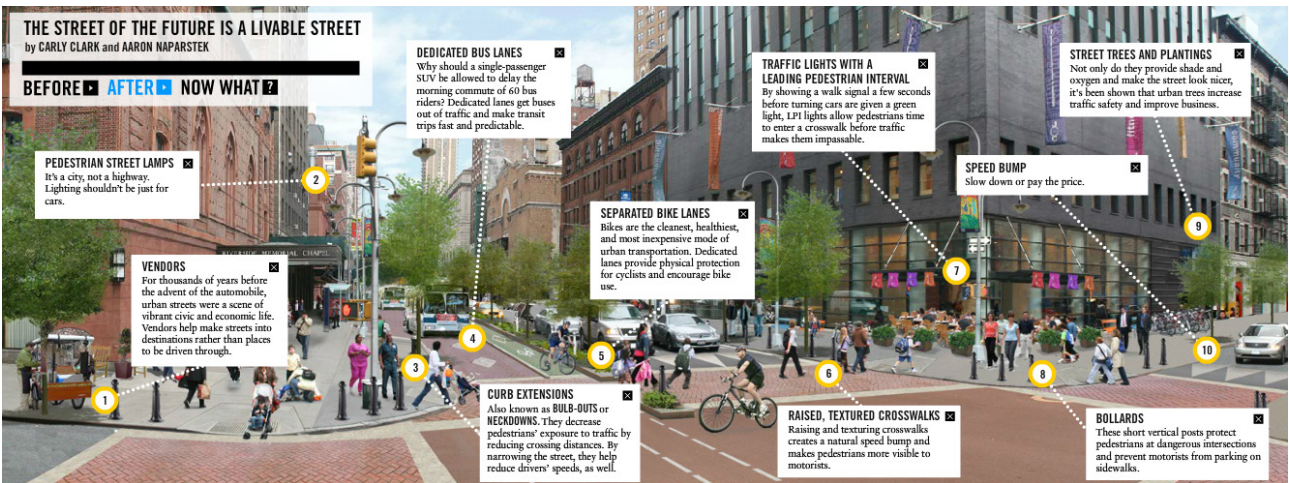 THE STREET OF THE FUTURE IS A LIVABLE STREET
by CARLY CLARK and AARON NAPARSTEK
BEFORE AFTER NOW WHAT ?
PEDESTRIAN STREET LAMPS
It's a city, not a highway.
Lighting shouldn't be just for
cars.
2
VENDORS
For thousands of years before
the advent of the automobile,
urban streets were a scene of
vibrant civic and economic life.
Vendors help make streets into
destinations rather than places
to be driven through.
1
RIVERSIDE MEMORIAL CHAPEL
DEDICATED BUS LANES
Why should a single-passenger
SUV be allowed to delay the
morning commute of 60 bus
riders? Dedicated lanes get buses
out of traffic and make transit
trips fast and predictable.
4
3
CURB EXTENSIONS
Also known as BULB-OUTS or
NECKDOWNS. They decrease
pedestrians' exposure to traffic by
reducing crossing distances. By
narrowing the street, they help
reduce drivers' speeds, as well.
SEPARATED BIKE LANES
Bikes are the cleanest, healthiest,
and most inexpensive mode of
urban transportation. Dedicated
lanes provide physical protection
for cyclists and encourage bike
use.
5
TRAFFIC LIGHTS WITH A
LEADING PEDESTRIAN INTERVAL
By showing a walk signal a few seconds
before turning cars are given a green
light, LPI lights allow pedestrians time
to enter a crosswalk before traffic
makes them impassable.
7
6
RAISED, TEXTURED CROSSWALKS
Raising and texturing crosswalks
creates a natural speed bump and
makes pedestrians more visible to
motorists.
SPEED BUMP
Slow down or pay the price.
10
STREET TREES AND PLANTINGS
Not only do they provide shade and
oxygen and make the street look nicer,
it's been shown that urban trees increase
traffic safety and improve business.
9
8
BOLLARDS
These short vertical posts protect
pedestrians at dangerous intersections
and prevent motorists from parking on
sidewalks.